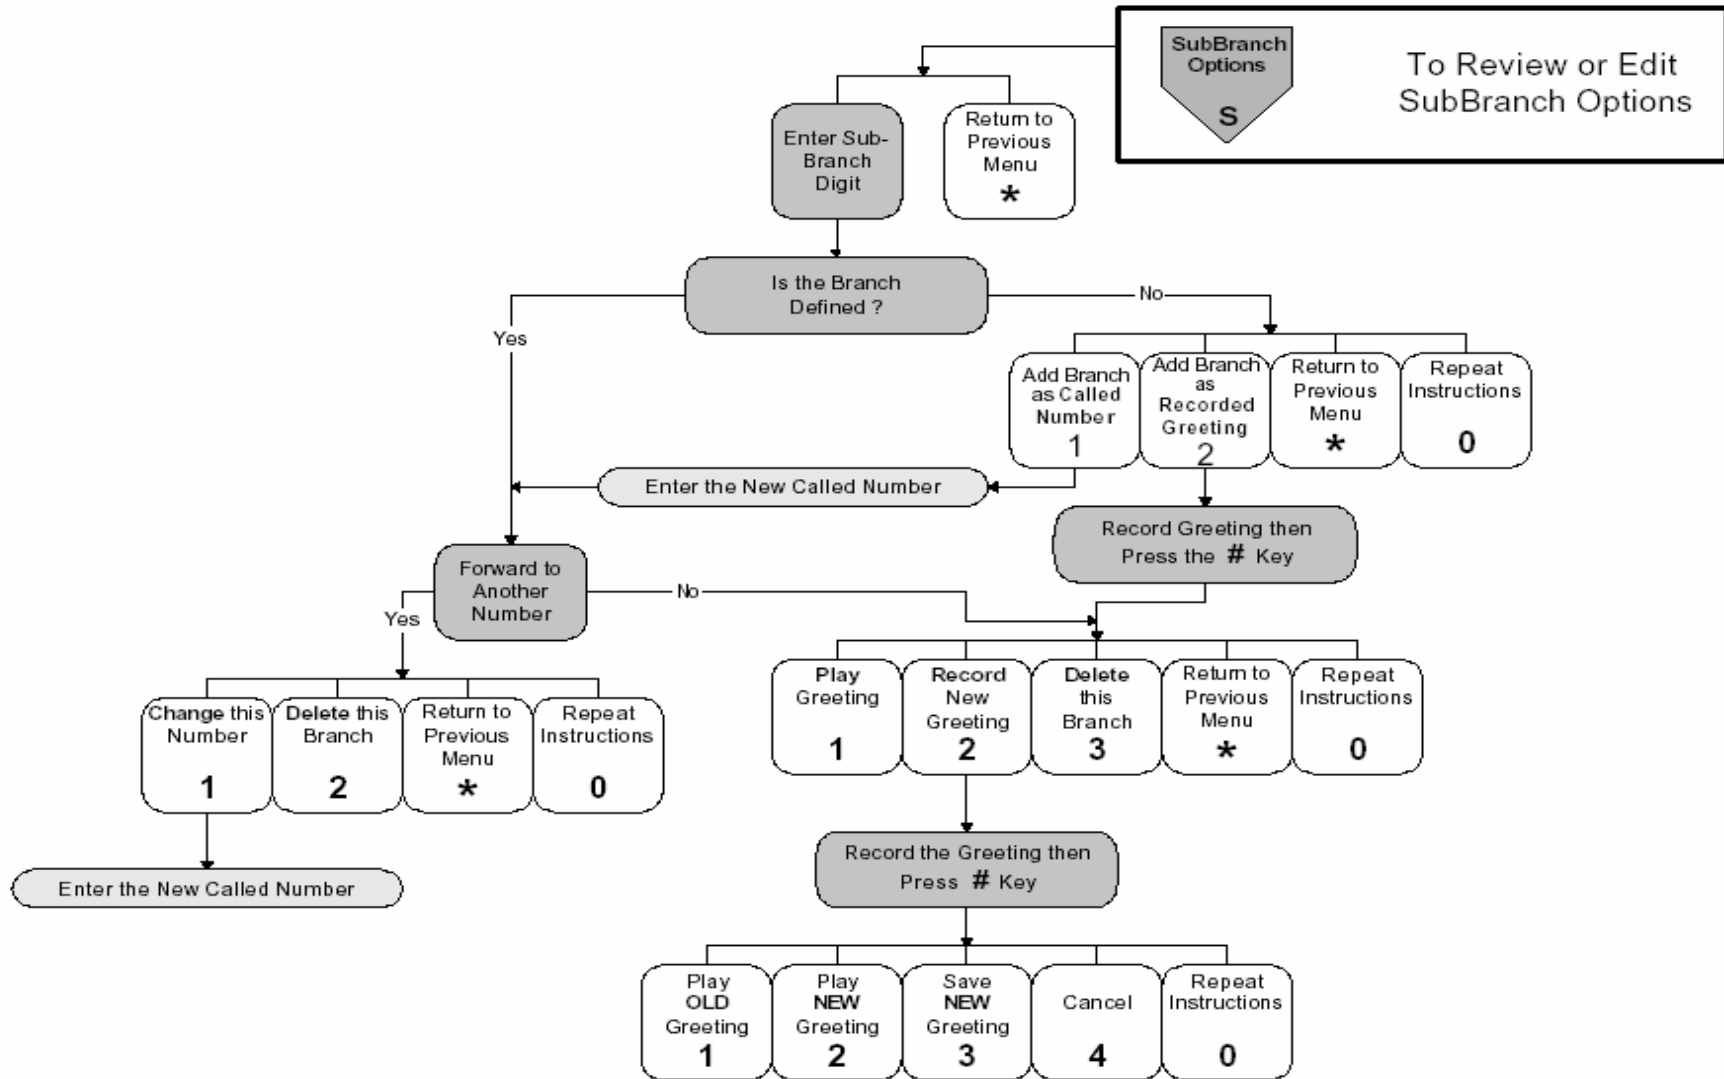 SubBranch
Options
S
To Review or Edit
SubBranch Options
Enter Sub-
Branch
Digit
Return to
Previous
Menu
*
Is the Branch
Defined ?
Yes
No
Add Branch
as Called
Number
1
Add Branch
as
Recorded
Greeting
2
Return to
Previous
Menu
*
Repeat
Instructions
0
Enter the New Called Number
Record Greeting then
Press the # Key
Forward to
Another
Number
Yes
No
Change this
Number
1
Delete this
Branch
2
Return to
Previous
Menu
*
Repeat
Instructions
0
Enter the New Called Number
Play
Greeting
1
Record
New
Greeting
2
Delete
this
Branch
3
Return to
Previous
Menu
*
Repeat
Instructions
0
Record the Greeting then
Press # Key
Play
OLD
Greeting
1
Play
NEW
Greeting
2
Save
NEW
Greeting
3
Cancel
4
Repeat
Instructions
0